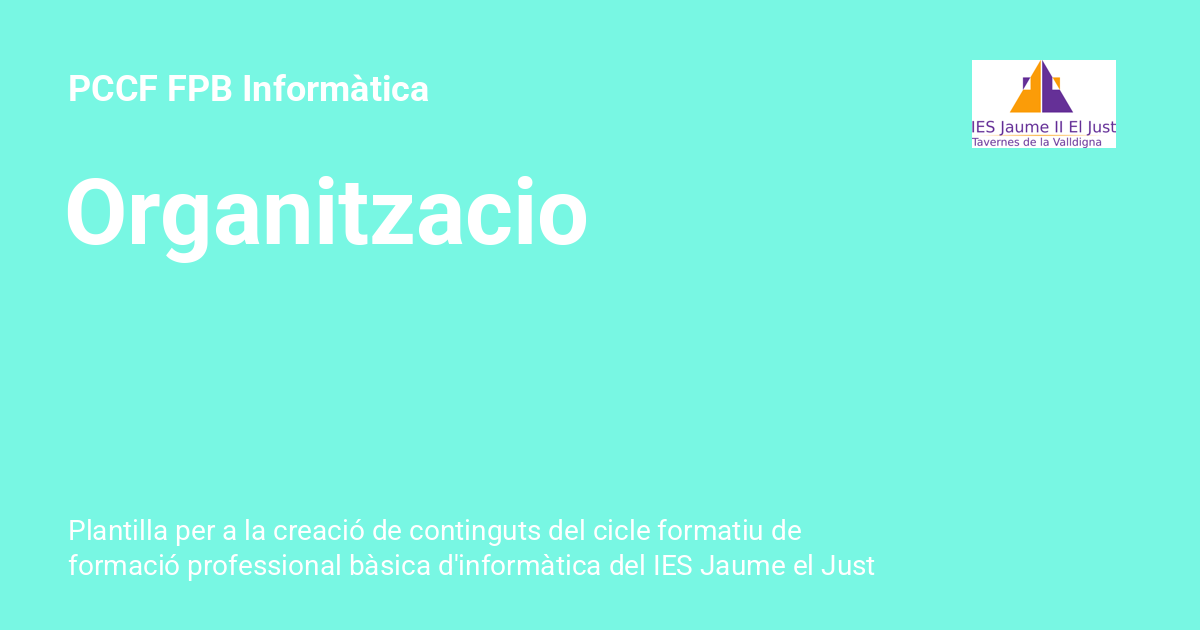 PCCF FPB Informàtica
IES Jaume II El Just
Tavernes de la Valldigna
Organitzacio
Plantilla per a la creació de continguts del cicle formatiu de
formació professional bàsica d'informàtica del IES Jaume el Just